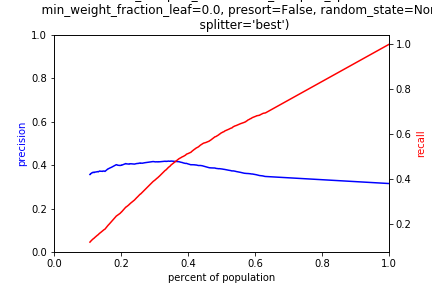 min_weight_fraction_leaf=0.0, presort=False, random_state=Nor
splitter='best')
1.0
0.8
0.6
0.4
0.2
0.0
precision
1.0
0.8
0.6
0.4
0.2
recall
0.0 0.2 0.4 0.6 0.8 1.0
percent of population